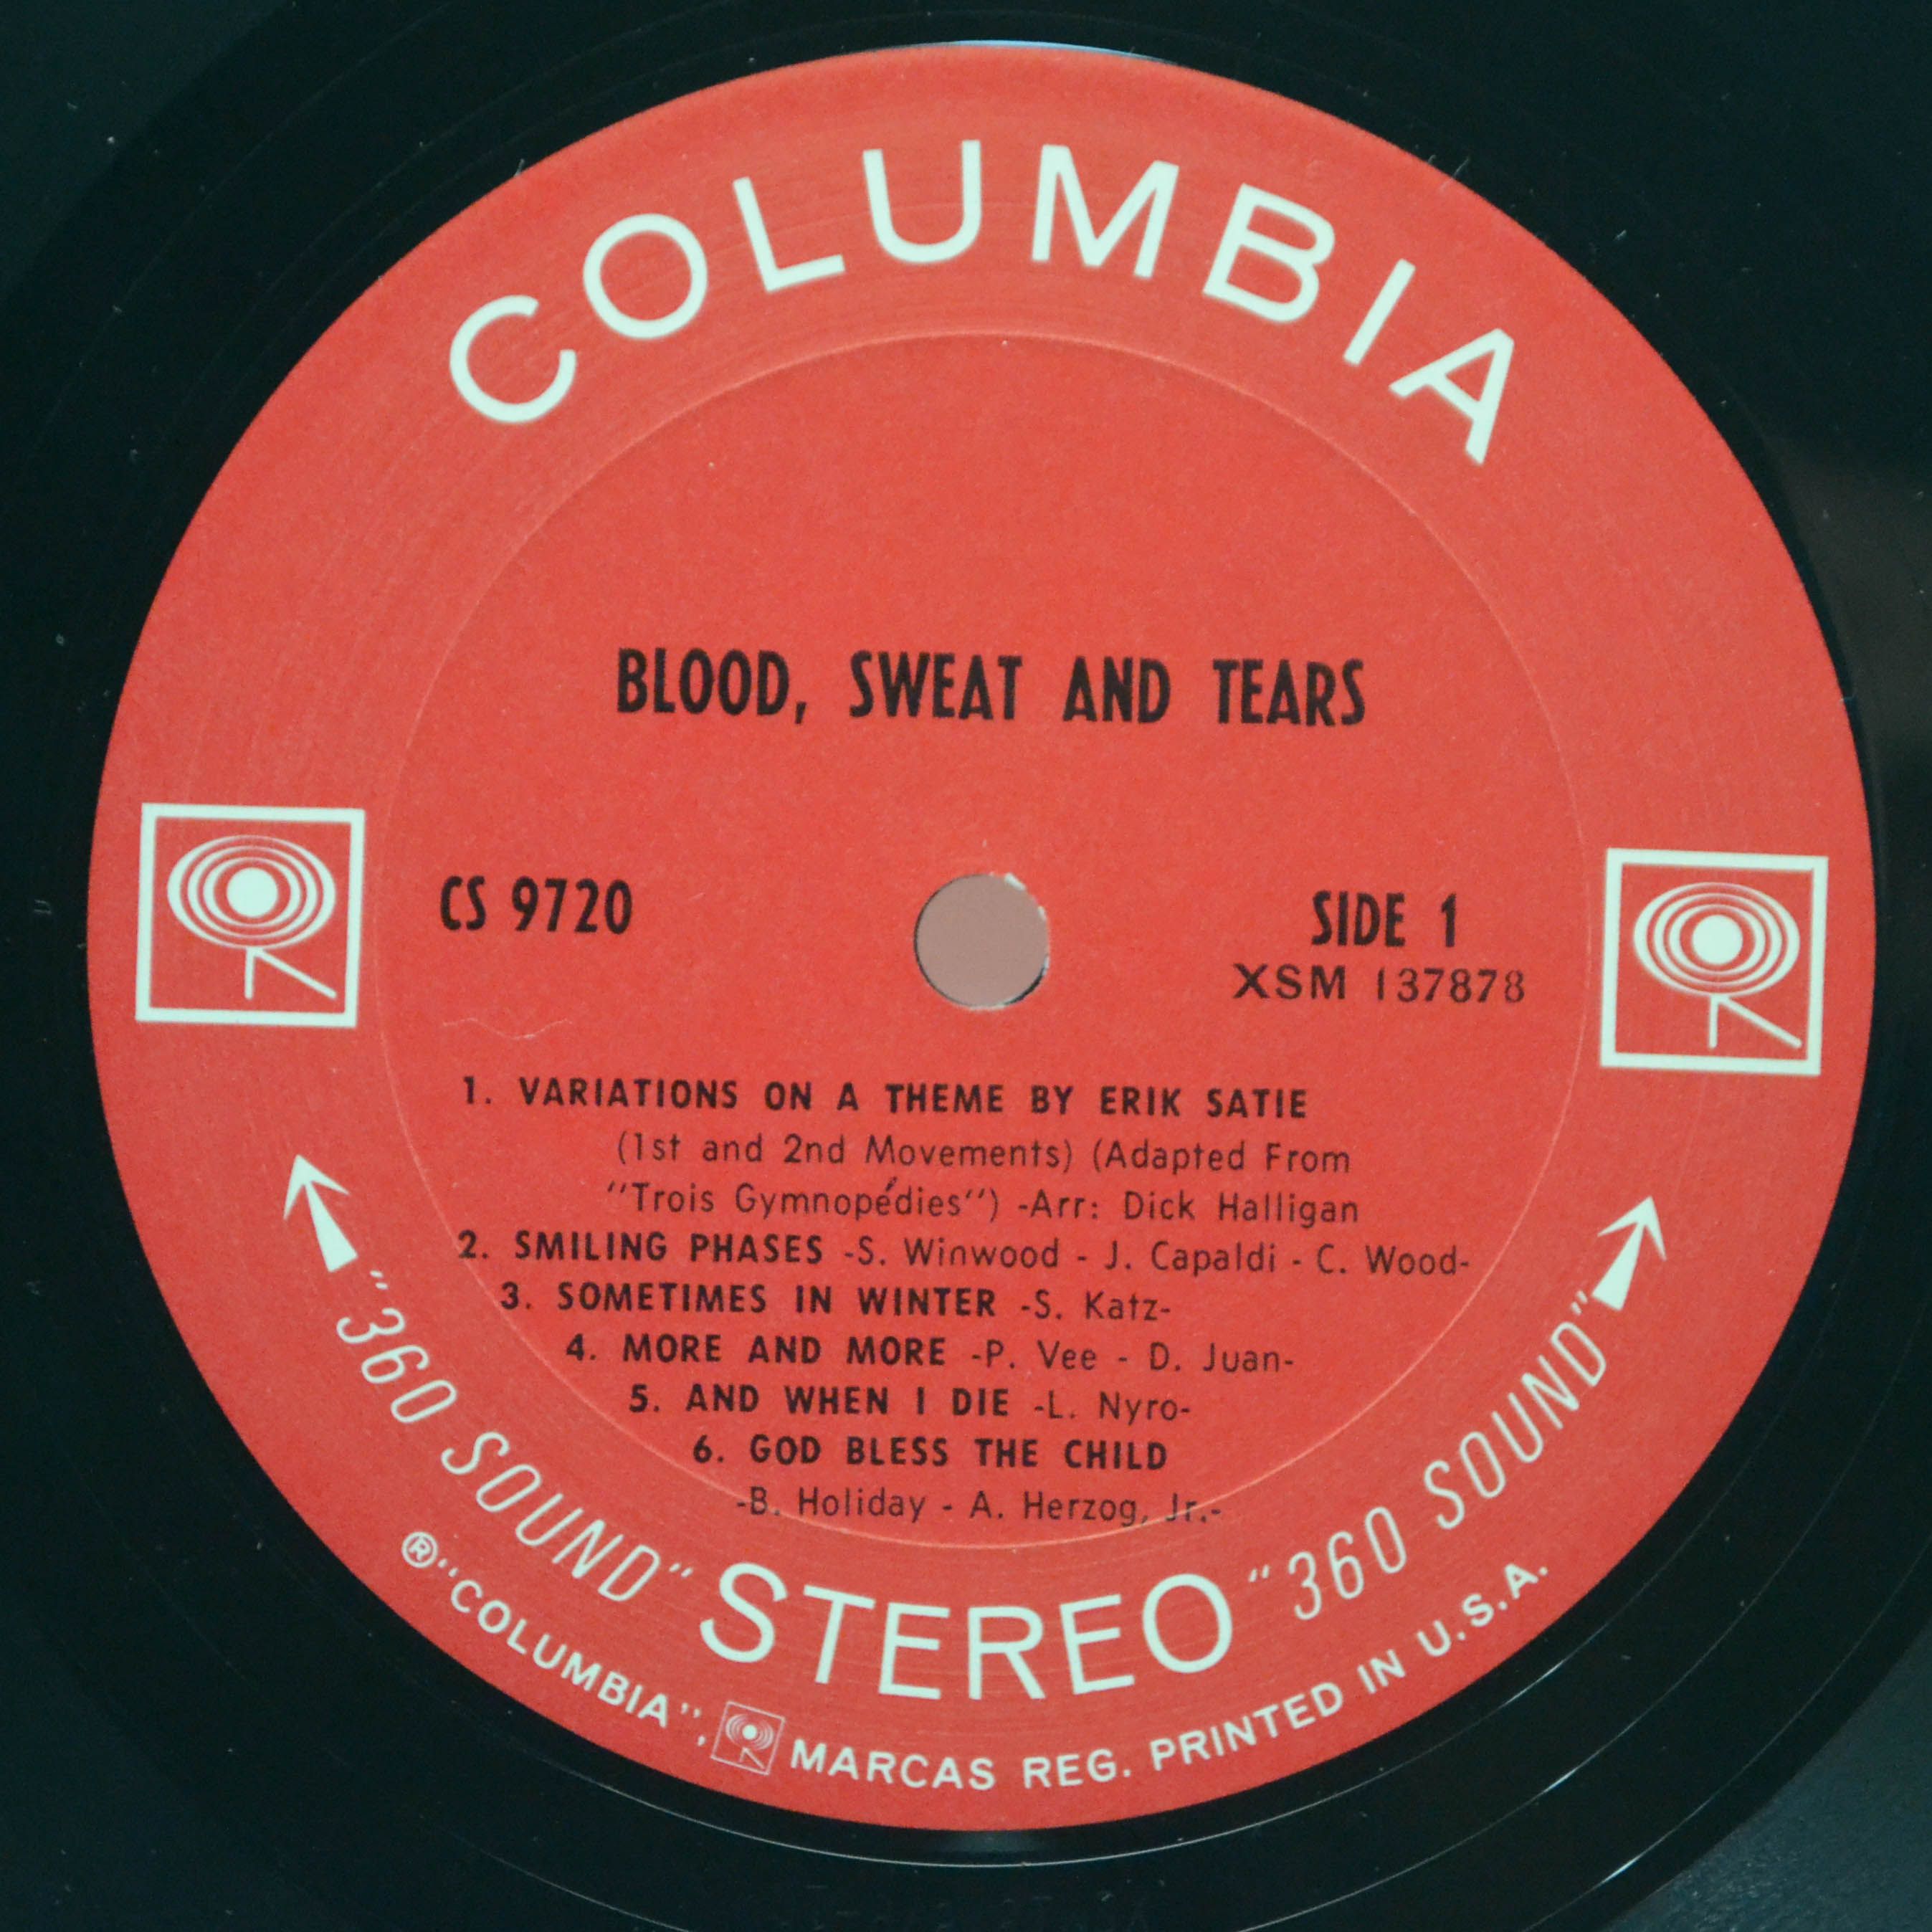 COLUMBIA
BLOOD, SWEAT AND TEARS
CS 9720
SIDE 1
XSM 137878
1. VARIATIONS ON A THEME BY ERIK SATIE
(1st and 2nd Movements) (Adapted From
"Trois Gymnopédies") -Arr: Dick Halligan
2. SMILING PHASES -S. Winwood - J. Capaldi - C. Wood-
3. SOMETIMES IN WINTER -S. Katz-
4. MORE AND MORE -P. Vee - D. Juan-
5. AND WHEN I DIE -L. Nyro-
6. GOD BLESS THE CHILD
-B. Holiday - A. Herzog, Jr.-
"360 SOUND" STEREO "360 SOUND"
®"COLUMBIA", MARCAS REG. PRINTED IN U.S.A.